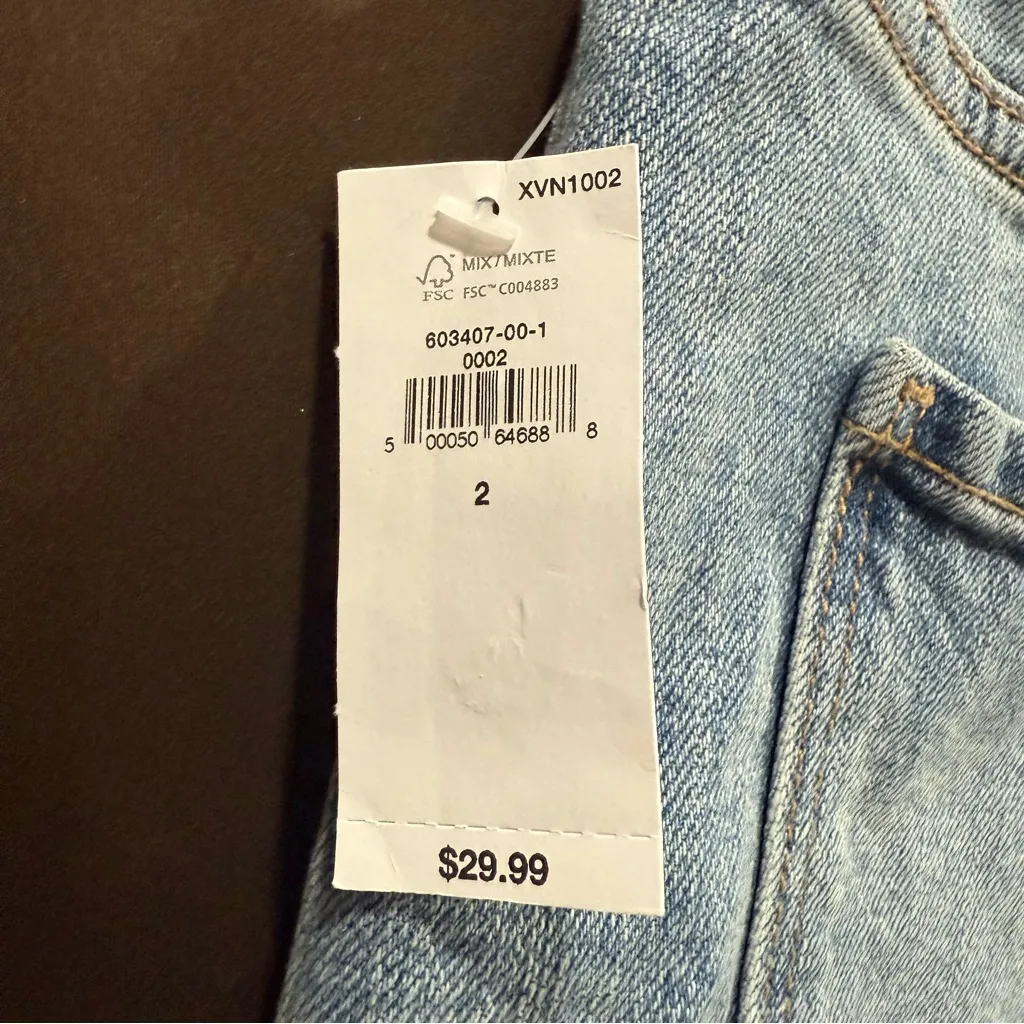 XVN1002
MIX / MIXTE
FSC FSC™ C004883
603407-00-1
0002
5 00050 64688 8
2
$29.99